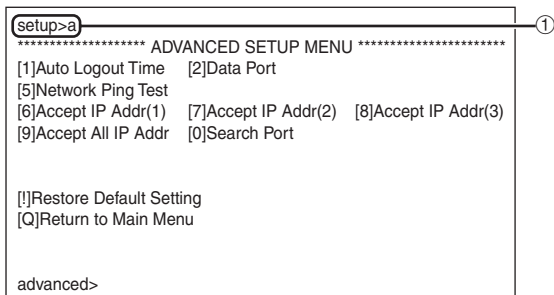 setup>a
①
******************** ADVANCED SETUP MENU ***********************
[1]Auto Logout Time [2]Data Port
[5]Network Ping Test
[6]Accept IP Addr(1) [7]Accept IP Addr(2) [8]Accept IP Addr(3)
[9]Accept All IP Addr [0]Search Port
[!]Restore Default Setting
[Q]Return to Main Menu
advanced>